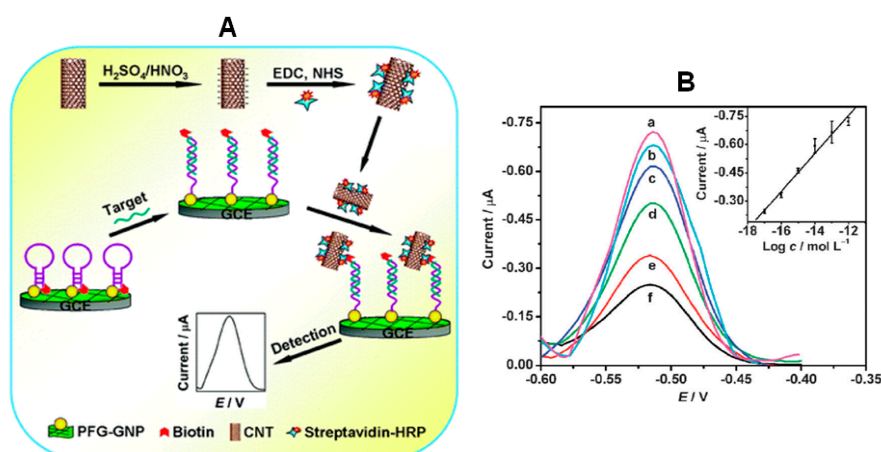 A
H₂SO₄/HNO₃
EDC, NHS
Target
GCE
GCE
GCE
Detection
Current / µA
E / V
PFG-GNP
Biotin
CNT
Streptavidin-HRP
B
Current / µA
-0.75
-0.60
-0.45
-0.30
-0.15
0.00
-0.60
-0.55
-0.50
-0.45
-0.40
-0.35
E / V
a
b
c
d
e
f
Current / µA
-0.75
-0.60
-0.45
-0.30
-18
-16
-14
-12
Log c / mol L⁻¹